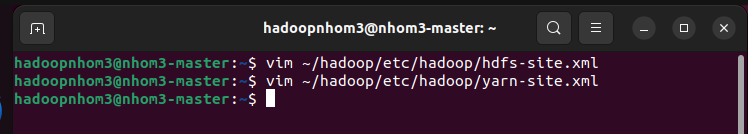 hadoopnhom3@nhom3-master: ~
hadoopnhom3@nhom3-master:~$ vim ~/hadoop/etc/hadoop/hdfs-site.xml
hadoopnhom3@nhom3-master:~$ vim ~/hadoop/etc/hadoop/yarn-site.xml
hadoopnhom3@nhom3-master:~$